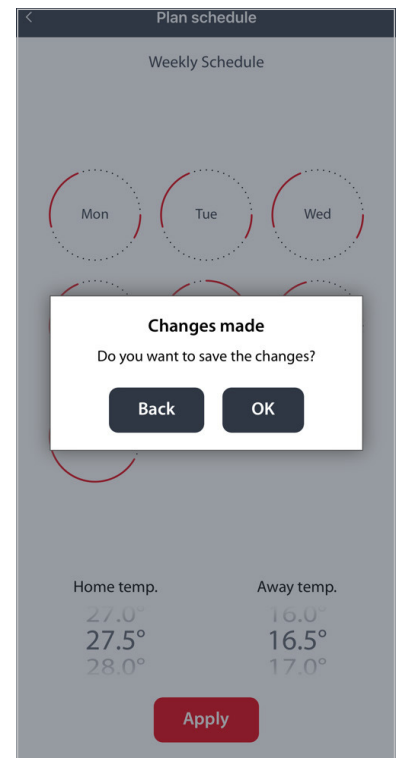 Plan schedule
Weekly Schedule
Mon
Tue
Wed
Changes made
Do you want to save the changes?
Back
OK
Home temp.
Away temp.
27.0°
16.0°
27.5°
16.5°
28.0°
17.0°
Apply